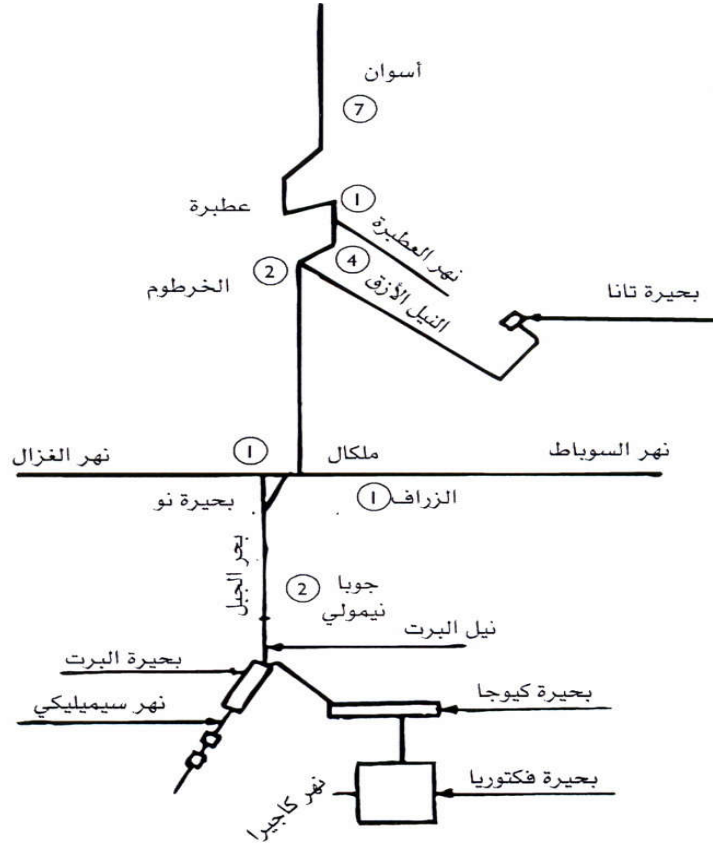 أسوان
7
1
عطبرة
نهر العطبرة
4
2
الخرطوم
النيل الأزق
بحيرة تانا
1
نهر الغزال
ملكال
نهر السوباط
بحيرة نو
1
الزراف
بحر الجبل
2
جوبا
نيمولي
نيل البرت
بحيرة البرت
نهر سيميليكي
بحيرة كيوجا
بحيرة فكتوريا
نهر كاجيرا